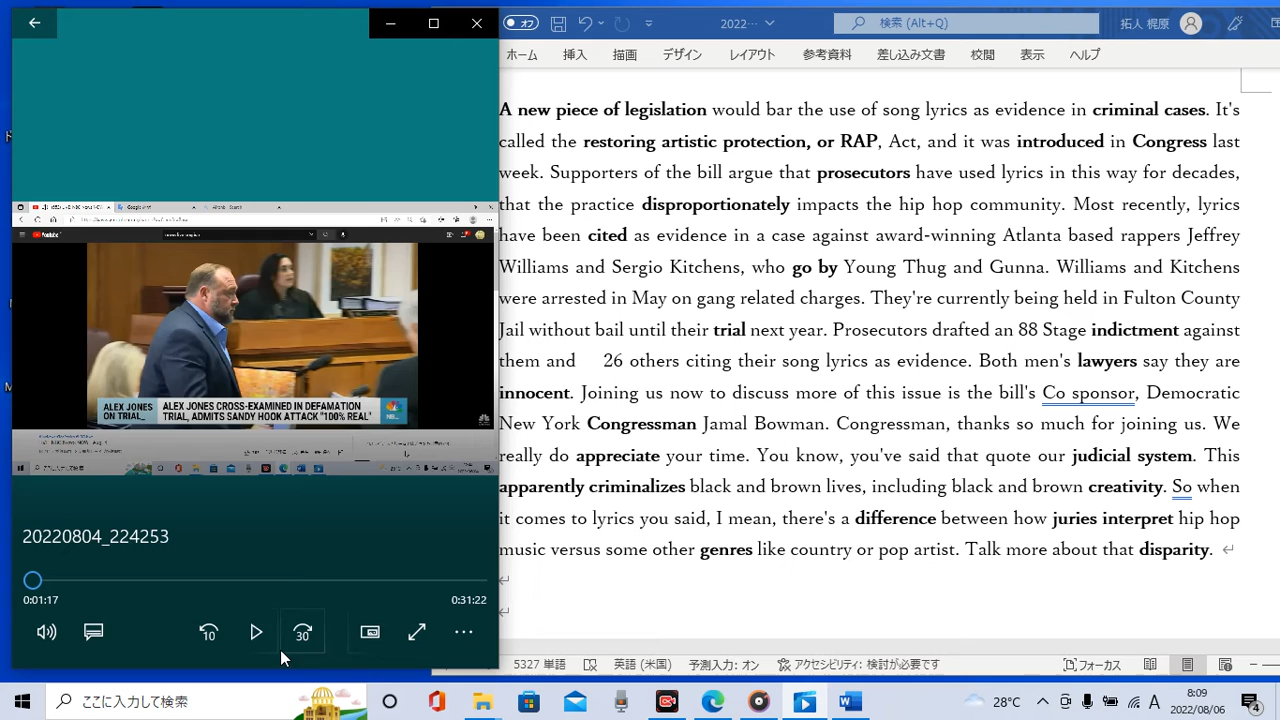 オフ
2022…
検索 (Alt+Q)
拓人 梶原
ホーム 挿入 描画 デザイン レイアウト 参考資料 差し込み文書 校閲 表示 ヘルプ
A new piece of legislation would bar the use of song lyrics as evidence in criminal cases. It's
called the restoring artistic protection, or RAP, Act, and it was introduced in Congress last
week. Supporters of the bill argue that prosecutors have used lyrics in this way for decades,
that the practice disproportionately impacts the hip hop community. Most recently, lyrics
have been cited as evidence in a case against award-winning Atlanta based rappers Jeffrey
Williams and Sergio Kitchens, who go by Young Thug and Gunna. Williams and Kitchens
were arrested in May on gang related charges. They're currently being held in Fulton County
Jail without bail until their trial next year. Prosecutors drafted an 88 Stage indictment against
them and 26 others citing their song lyrics as evidence. Both men's lawyers say they are
innocent. Joining us now to discuss more of this issue is the bill's Co sponsor, Democratic
New York Congressman Jamal Bowman. Congressman, thanks so much for joining us. We
really do appreciate your time. You know, you've said that quote our judicial system. This
apparently criminalizes black and brown lives, including black and brown creativity. So when
it comes to lyrics you said, I mean, there's a difference between how juries interpret hip hop
music versus some other genres like country or pop artist. Talk more about that disparity.
YouTube
ALEX JONES
ON TRIAL
ALEX JONES CROSS-EXAMINED IN DEFAMATION
TRIAL, ADMITS SANDY HOOK ATTACK "100% REAL"
20220804_224253
0:01:17
0:31:22
10
30
5327 単語
英語 (米国)
予測入力: オン
アクセシビリティ: 検討が必要です
フォーカス
ここに入力して検索
28°C
A
8:09
2022/08/06
4